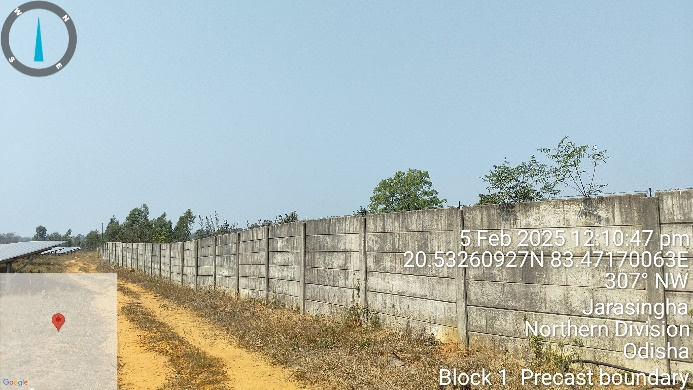 N
W
E
S
5 Feb 2025 12:10:47 pm
20.53260927N 83.47170063E
307° NW
Jarasingha
Northern Division
Odisha
Block 1 Precast boundary
Google